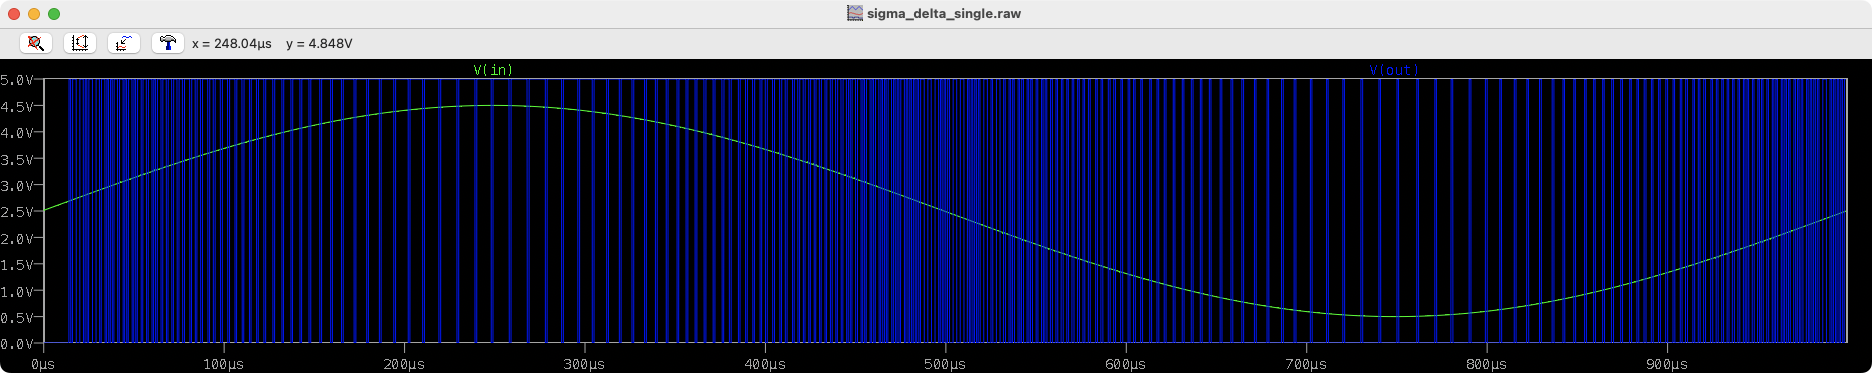 sigma_delta_single.raw
x = 248.04µs y = 4.848V
V(in) V(out)
5.0V
4.5V
4.0V
3.5V
3.0V
2.5V
2.0V
1.5V
1.0V
0.5V
0.0V
0µs 100µs 200µs 300µs 400µs 500µs 600µs 700µs 800µs 900µs